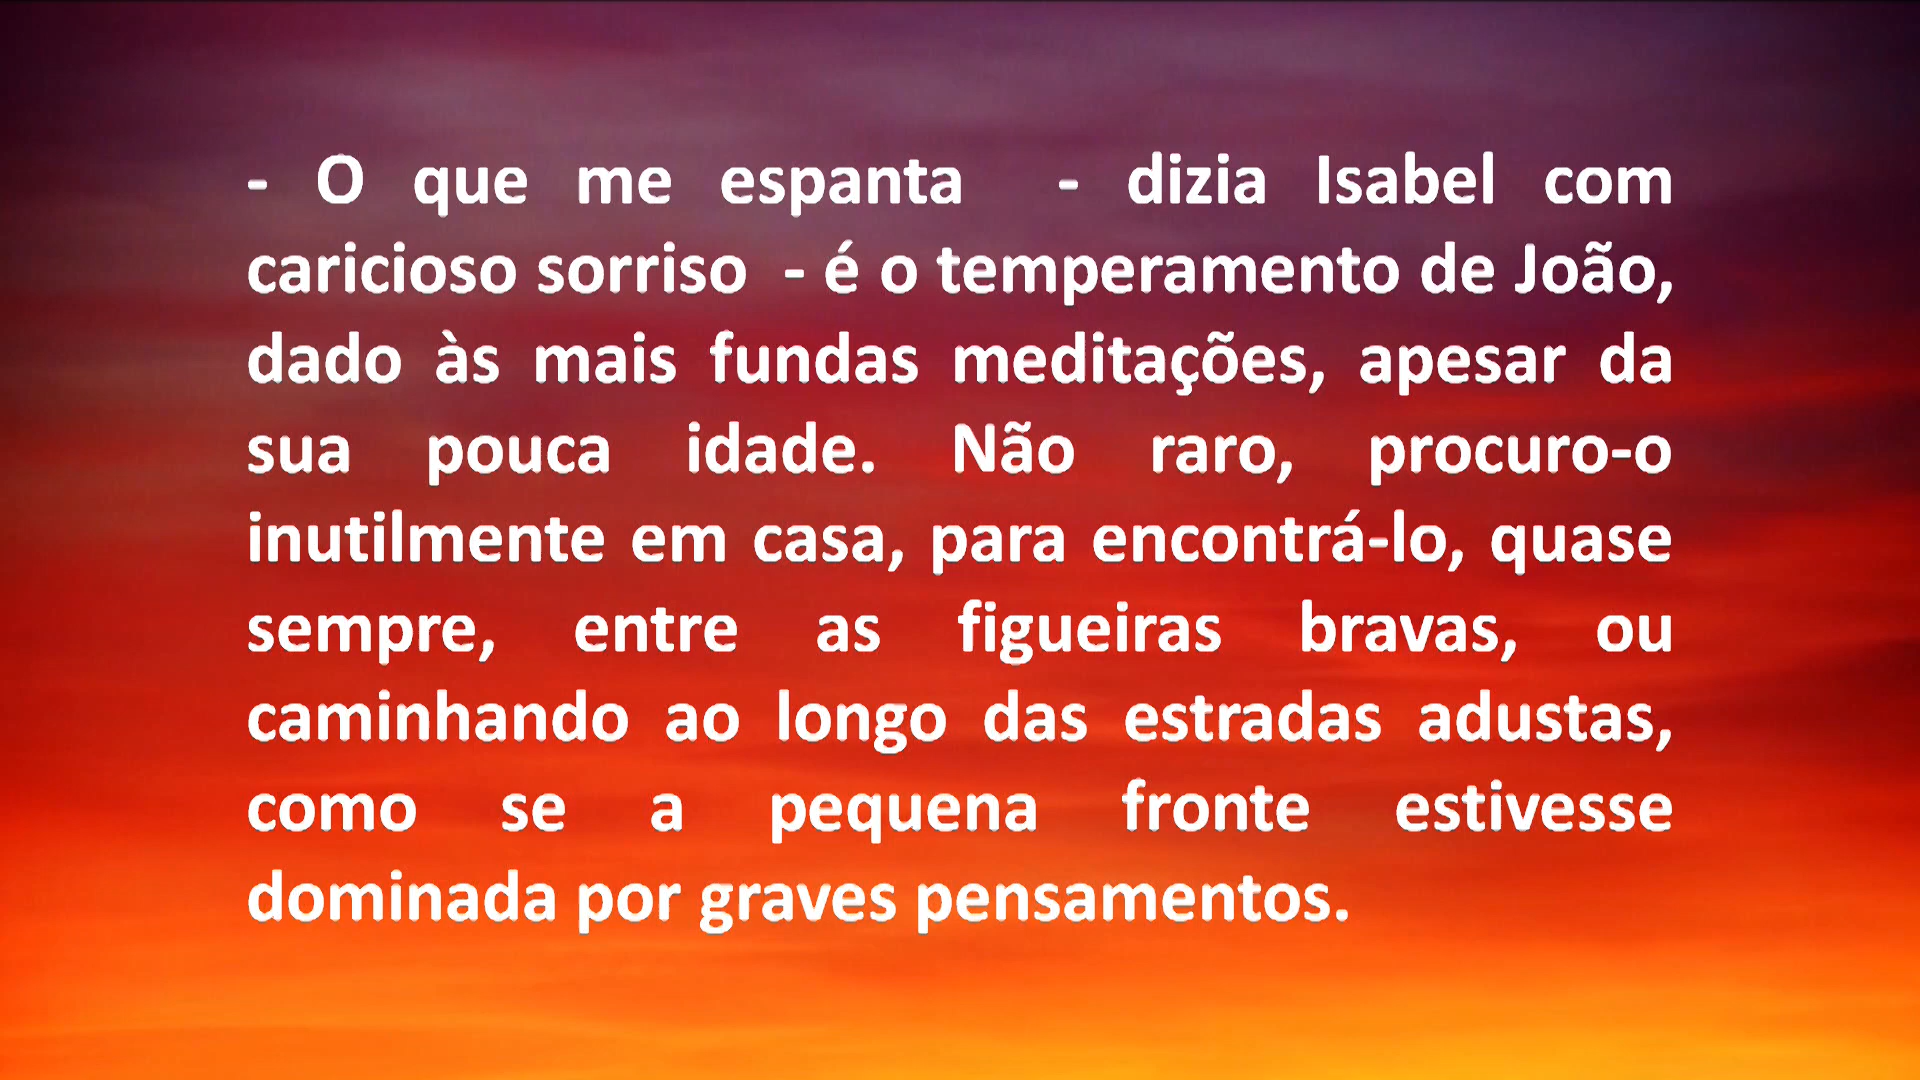 - O que me espanta - dizia Isabel com
caricioso sorriso - é o temperamento de João,
dado às mais fundas meditações, apesar da
sua pouca idade. Não raro, procuro-o
inutilmente em casa, para encontrá-lo, quase
sempre, entre as figueiras bravas, ou
caminhando ao longo das estradas adustas,
como se a pequena fronte estivesse
dominada por graves pensamentos.